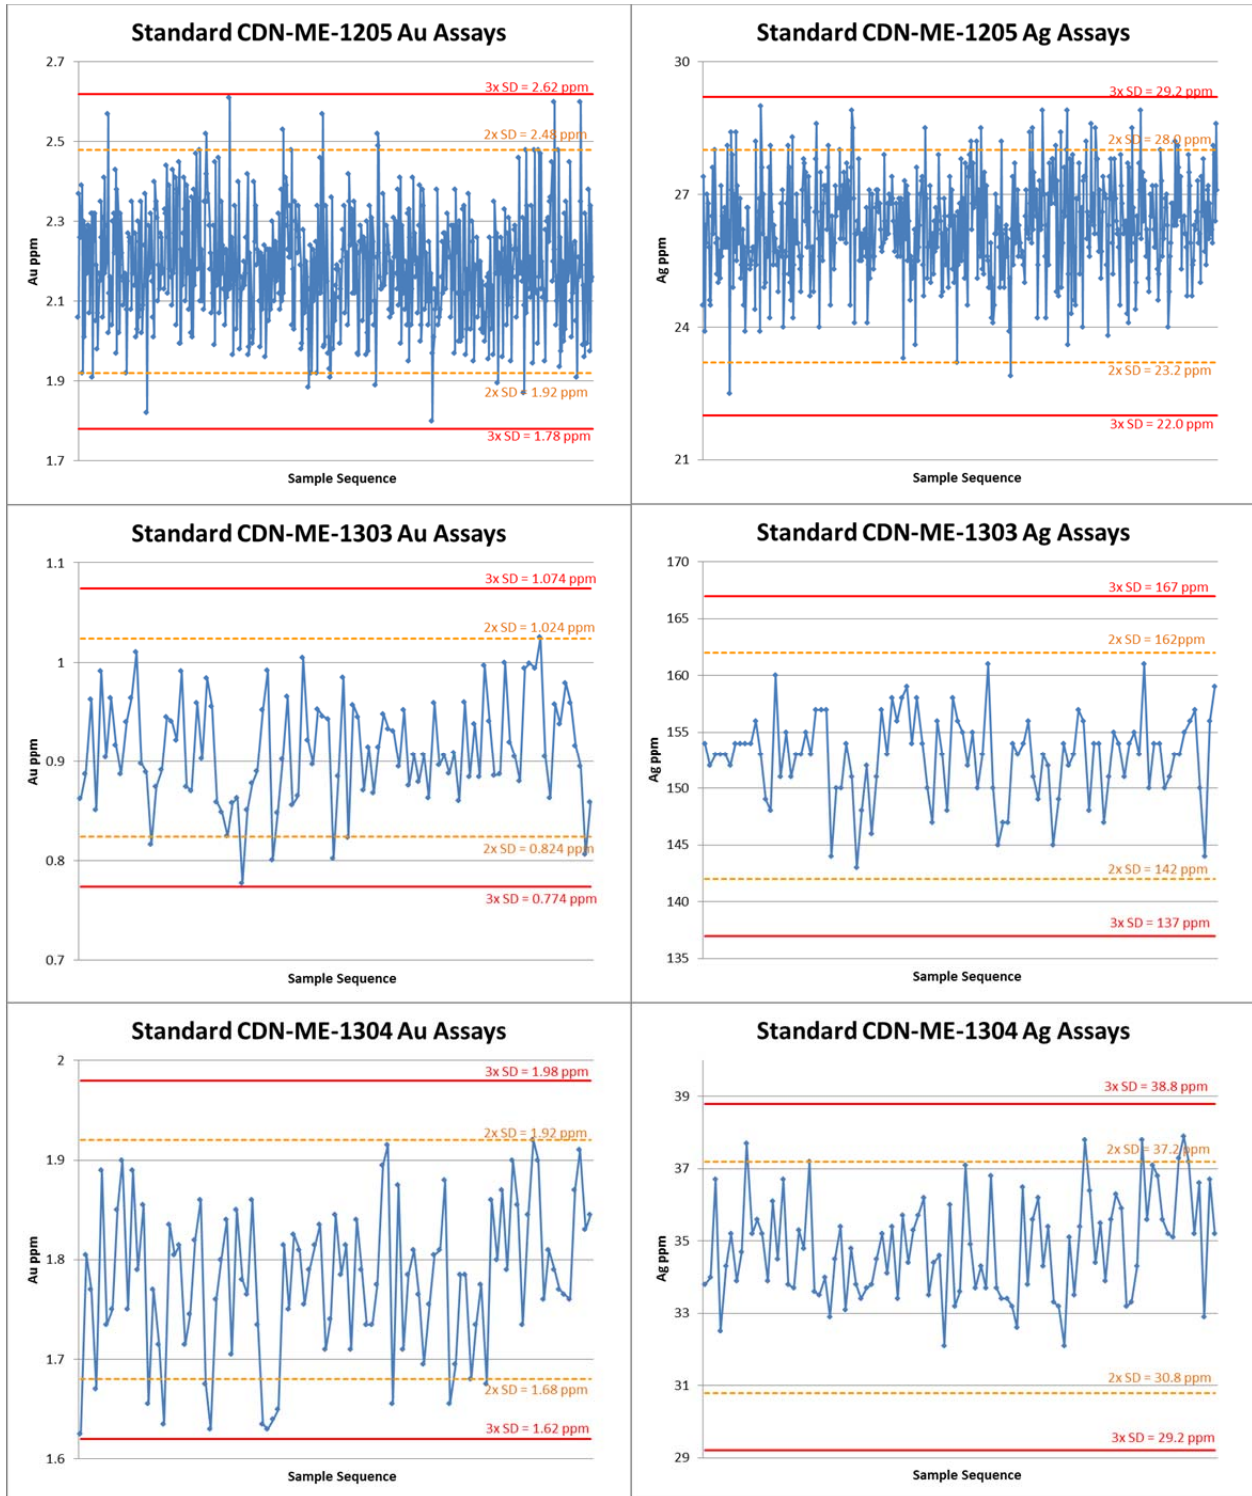 Standard CDN-ME-1205 Au Assays
2.7
2.5
2.3
2.1
1.9
1.7
Au ppm
3x SD = 2.62 ppm
2x SD = 2.48 ppm
2x SD = 1.92 ppm
3x SD = 1.78 ppm
Sample Sequence
Standard CDN-ME-1205 Ag Assays
30
27
24
21
Ag ppm
3x SD = 29.2 ppm
2x SD = 28.0 ppm
2x SD = 23.2 ppm
3x SD = 22.0 ppm
Sample Sequence
Standard CDN-ME-1303 Au Assays
1.1
1
0.9
0.8
0.7
Au ppm
3x SD = 1.074 ppm
2x SD = 1.024 ppm
2x SD = 0.824 ppm
3x SD = 0.774 ppm
Sample Sequence
Standard CDN-ME-1303 Ag Assays
170
165
160
155
150
145
140
135
Ag ppm
3x SD = 167 ppm
2x SD = 162ppm
2x SD = 142 ppm
3x SD = 137 ppm
Sample Sequence
Standard CDN-ME-1304 Au Assays
2
1.9
1.8
1.7
1.6
Au ppm
3x SD = 1.98 ppm
2x SD = 1.92 ppm
2x SD = 1.68 ppm
3x SD = 1.62 ppm
Sample Sequence
Standard CDN-ME-1304 Ag Assays
39
37
35
33
31
29
Ag ppm
3x SD = 38.8 ppm
2x SD = 37.2 ppm
2x SD = 30.8 ppm
3x SD = 29.2 ppm
Sample Sequence